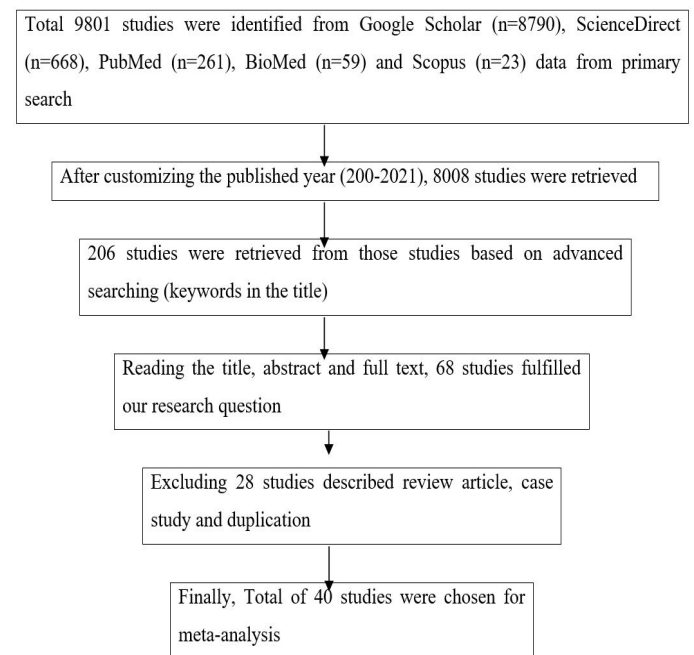 Total 9801 studies were identified from Google Scholar (n=8790), ScienceDirect
(n=668), PubMed (n=261), BioMed (n=59) and Scopus (n=23) data from primary
search
After customizing the published year (200-2021), 8008 studies were retrieved
206 studies were retrieved from those studies based on advanced
searching (keywords in the title)
Reading the title, abstract and full text, 68 studies fulfilled
our research question
Excluding 28 studies described review article, case
study and duplication
Finally, Total of 40 studies were chosen for
meta-analysis